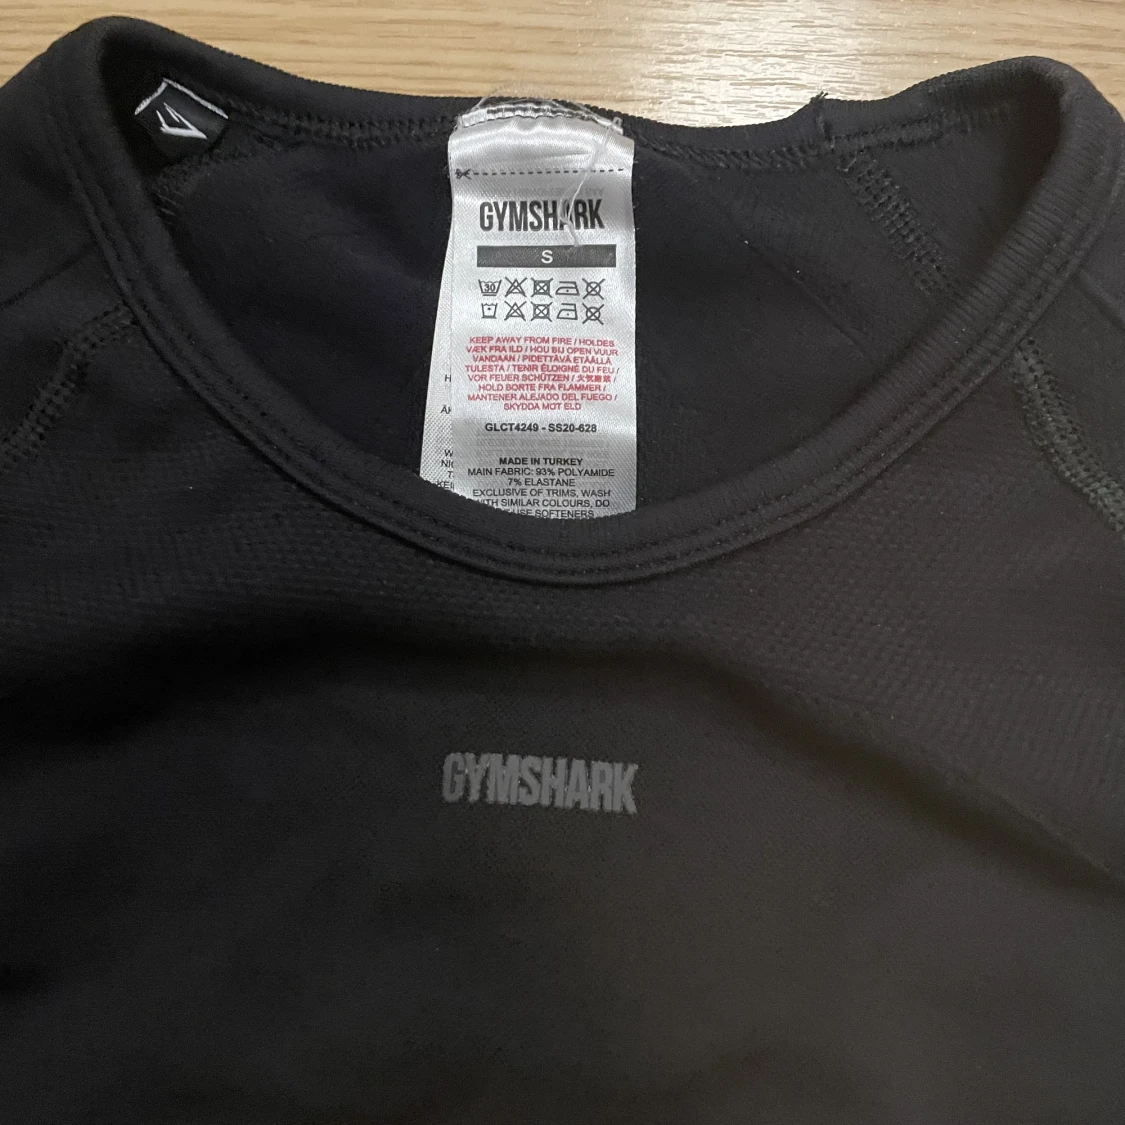 GYMSHARK
S
30
KEEP AWAY FROM FIRE / HOLDES
VÆK FRA ILD / HOU BIJ OPEN VUUR
VANDAAN / PIDETTÄVÄ ETÄÄLLÄ
TULESTA / TENIR ÉLOIGNÉ DU FEU /
VOR FEUER SCHÜTZEN / 火気厳禁 /
HOLD BORTE FRA FLAMMER /
MANTENER ALEJADO DEL FUEGO /
SKYDDA MOT ELD
GLCT4249 - SS20-628
MADE IN TURKEY
MAIN FABRIC: 93% POLYAMIDE
7% ELASTANE
EXCLUSIVE OF TRIMS, WASH
WITH SIMILAR COLOURS, DO
USE SOFTENERS
GYMSHARK